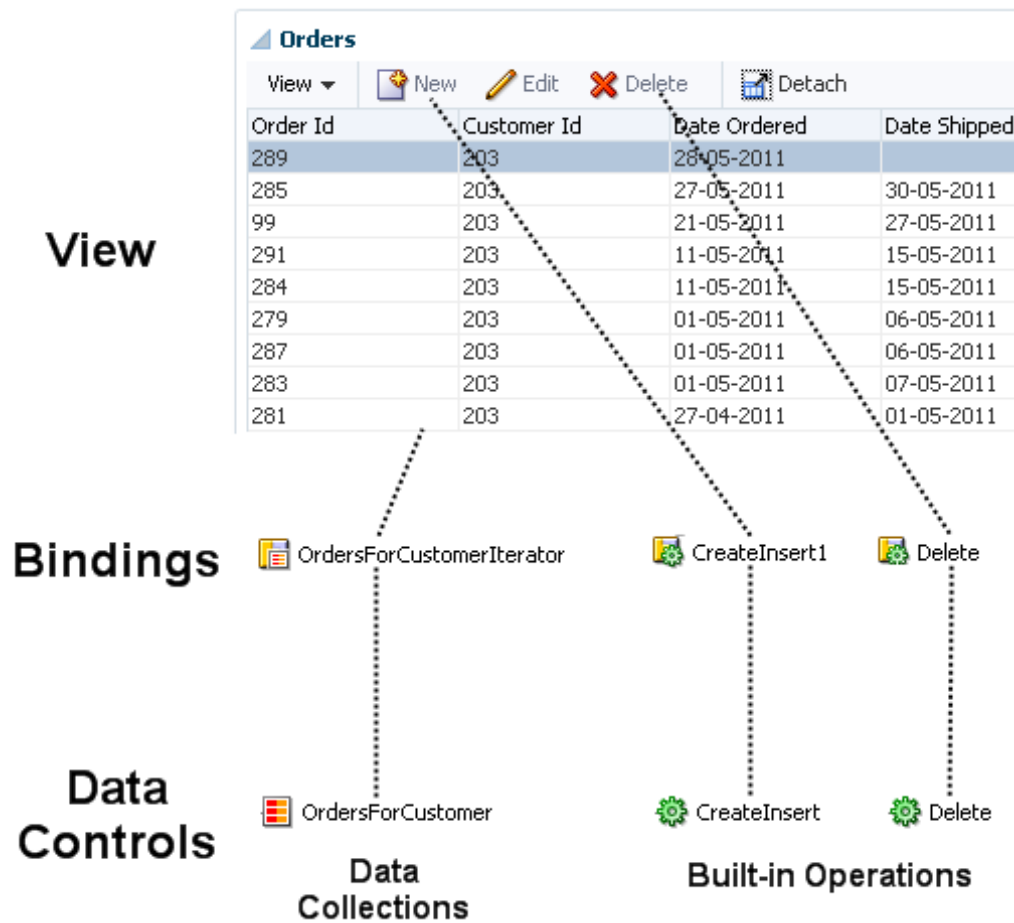 Orders
View New Edit Delete Detach
Order Id Customer Id Date Ordered Date Shipped
289 203 28-05-2011
285 203 27-05-2011 30-05-2011
99 203 21-05-2011 27-05-2011
291 203 11-05-2011 15-05-2011
284 203 11-05-2011 15-05-2011
279 203 01-05-2011 06-05-2011
287 203 01-05-2011 06-05-2011
283 203 01-05-2011 07-05-2011
281 203 27-04-2011 01-05-2011
View
Bindings OrdersForCustomerIterator CreateInsert1 Delete
Data
Controls
OrdersForCustomer CreateInsert Delete
Data
Collections
Built-in Operations